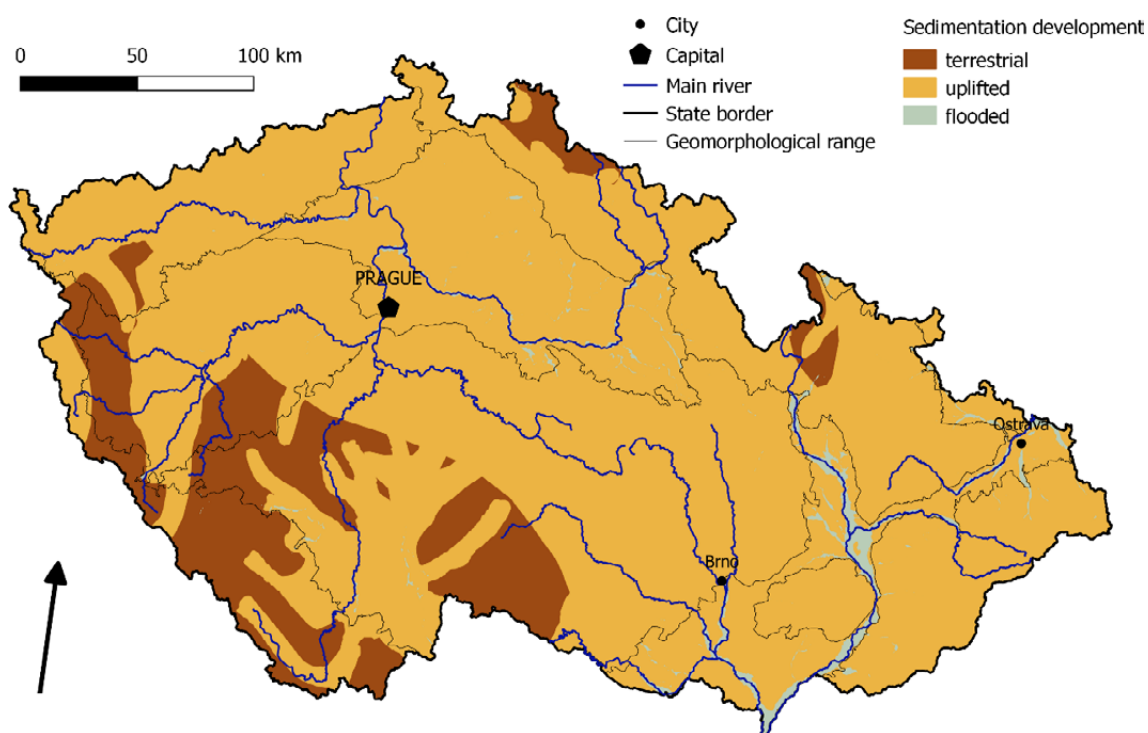 0 50 100 km
City
Capital
Main river
State border
Geomorphological range
Sedimentation development
terrestrial
uplifted
flooded
PRAGUE
Ostrava
Brno